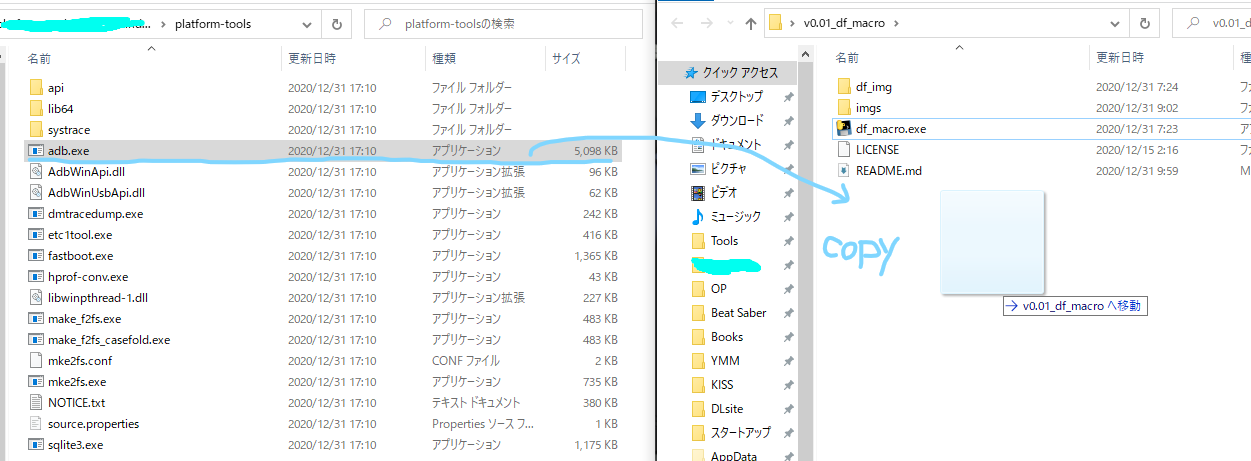 platform-tools
platform-toolsの検索
名前 更新日時 種類 サイズ
api 2020/12/31 17:10 ファイル フォルダー
lib64 2020/12/31 17:10 ファイル フォルダー
systrace 2020/12/31 17:10 ファイル フォルダー
adb.exe 2020/12/31 17:10 アプリケーション 5,098 KB
AdbWinApi.dll 2020/12/31 17:10 アプリケーション拡張 96 KB
AdbWinUsbApi.dll 2020/12/31 17:10 アプリケーション拡張 62 KB
dmtracedump.exe 2020/12/31 17:10 アプリケーション 242 KB
etc1tool.exe 2020/12/31 17:10 アプリケーション 416 KB
fastboot.exe 2020/12/31 17:10 アプリケーション 1,365 KB
hprof-conv.exe 2020/12/31 17:10 アプリケーション 43 KB
libwinpthread-1.dll 2020/12/31 17:10 アプリケーション拡張 227 KB
make_f2fs.exe 2020/12/31 17:10 アプリケーション 483 KB
make_f2fs_casefold.exe 2020/12/31 17:10 アプリケーション 483 KB
mke2fs.conf 2020/12/31 17:10 CONF ファイル 2 KB
mke2fs.exe 2020/12/31 17:10 アプリケーション 735 KB
NOTICE.txt 2020/12/31 17:10 テキスト ドキュメント 380 KB
source.properties 2020/12/31 17:10 Properties ソース フ... 1 KB
sqlite3.exe 2020/12/31 17:10 アプリケーション 1,175 KB
v0.01_df_macro
v0.01_df
クイック アクセス
デスクトップ
ダウンロード
ドキュメント
ピクチャ
ビデオ
ミュージック
Tools
OP
Beat Saber
Books
YMM
KISS
DLsite
スタートアップ
AppData
名前 更新日時
df_img 2020/12/31 7:24
imgs 2020/12/31 9:02
df_macro.exe 2020/12/31 7:23
LICENSE 2020/12/15 2:16
README.md 2020/12/31 9:59
copy
v0.01_df_macro へ移動